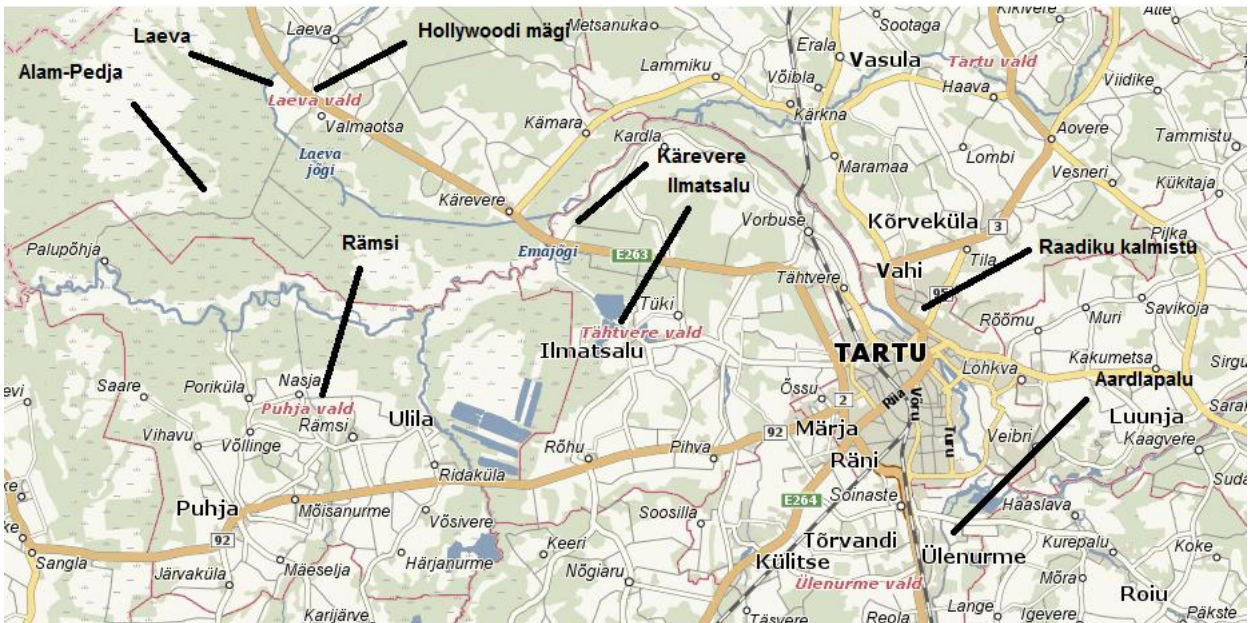 Laeva
Hollywoodi mägi
Alam-Pedja
Laeva
Metsanuka
Sootaga
Kikivere
Atle
Erala
Vasula
Tartu vald
Lammiku
Võibla
Haava
Viidike
Laeva vald
Valmaotsa
Kärkna
Kämara
Kardla
Aovere
Tammistu
Laeva
jõgi
Kärevere
Ilmatsalu
Maramaa
Lombi
Vesneri
Kükitaja
Kärevere
Vorbuse
Kõrveküla
3
Palupõhja
Rämsi
Emajõgi
E263
Tila
Pilka
Vahi
Raadiku kalmistu
Tähtvere
95
Tüki
Savikoja
Tähtvere vald
Muri
Rõõmu
Ilmatsalu
TARTU
Kakumetsa
Sirgu
Lohkva
Aardlapalu
Saare
Poriküla
Nasja
Õssu
2
Riia
Võru
Puhja vald
Ulila
Turu
Luunja
Rämsi
92
Märja
Veibri
Kaagvere
Vihavu
Võllinge
Rõhu
Pihva
Räni
Ridaküla
E264
Soinaste
Haaslava
Puhja
Mõisanurme
Võsivere
Soosilla
Tõrvandi
Ülenurme
Kurepalu
Koke
92
Sangla
Keeri
Külitse
Järvaküla
Mäeselja
Härjanurme
Nõgiaru
Ülenurme vald
Mõra
Roiu
Karijärve
Täsvere
Reola
Lange
Igevere
Päkste